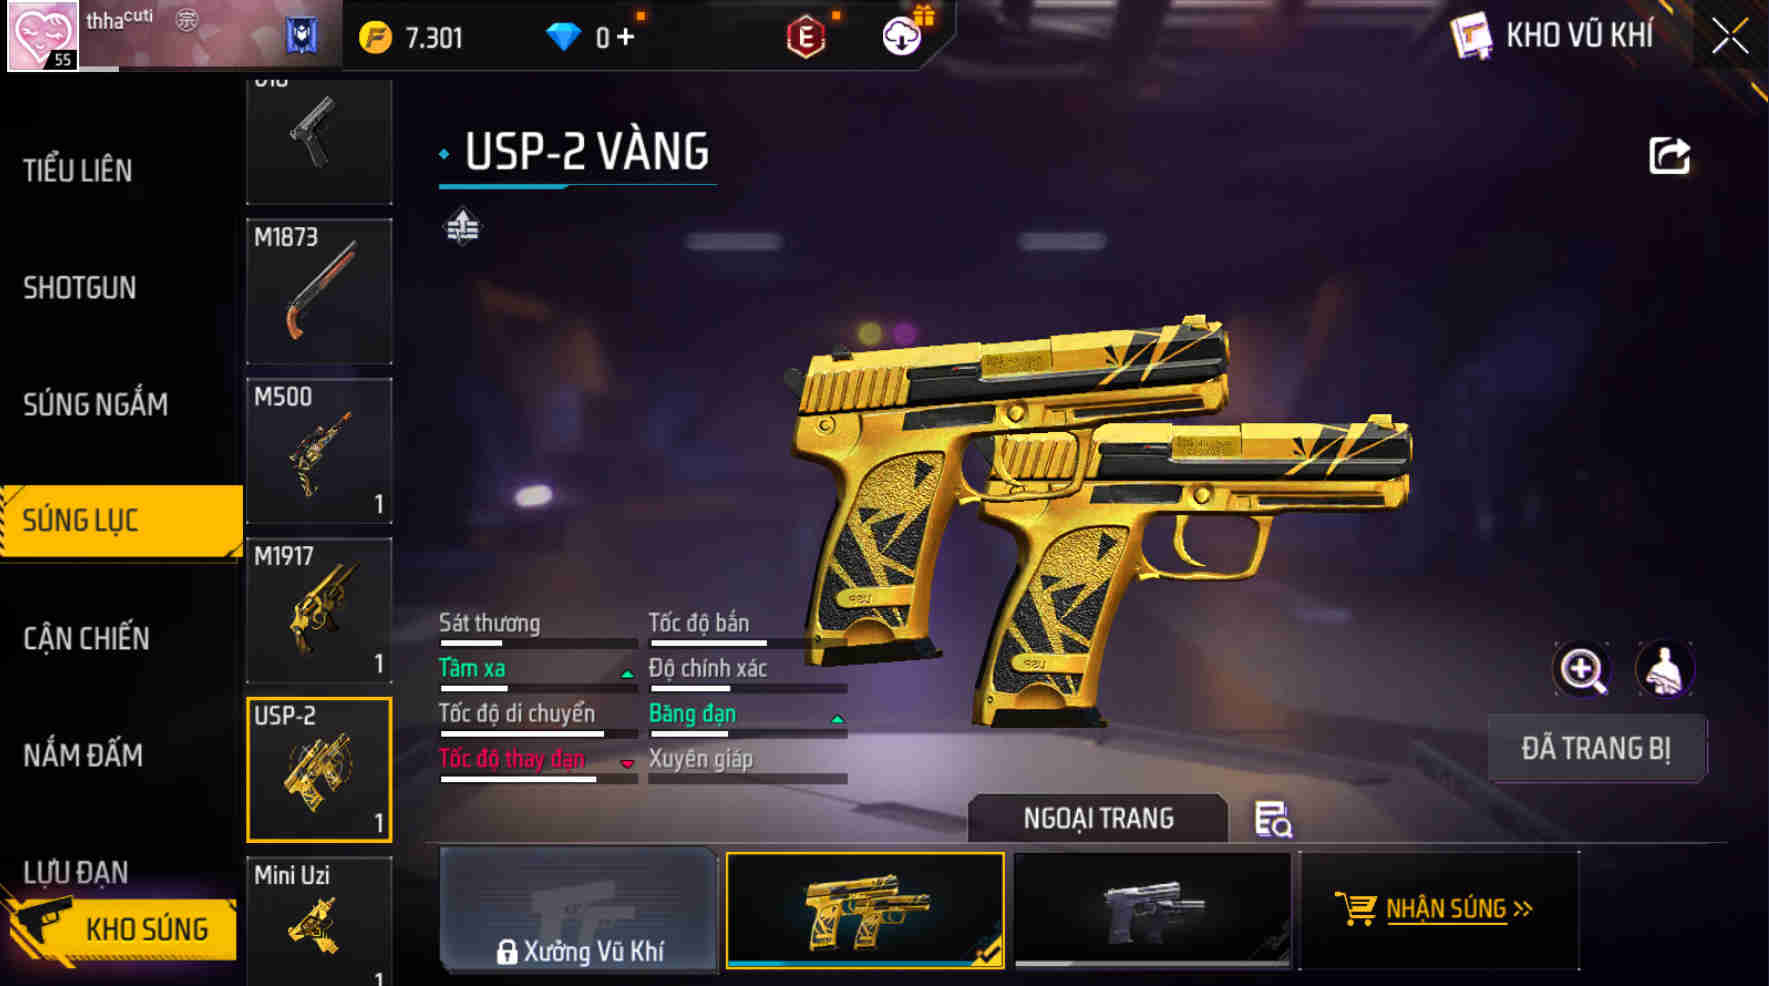 thhacuti
宗
55
7.301
0 +
E
KHO VŨ KHÍ
TIỂU LIÊN
SHOTGUN
SÚNG NGẮM
SÚNG LỤC
CẬN CHIẾN
NẮM ĐẤM
LỰU ĐẠN
KHO SÚNG
M1873
M500
1
M1917
1
USP-2
1
Mini Uzi
1
USP-2 VÀNG
Sát thương
Tốc độ bắn
Tầm xa
Độ chính xác
Tốc độ di chuyển
Băng đạn
Tốc độ thay đạn
Xuyên giáp
ĐÃ TRANG BỊ
NGOẠI TRANG
Xưởng Vũ Khí
NHẬN SÚNG >>